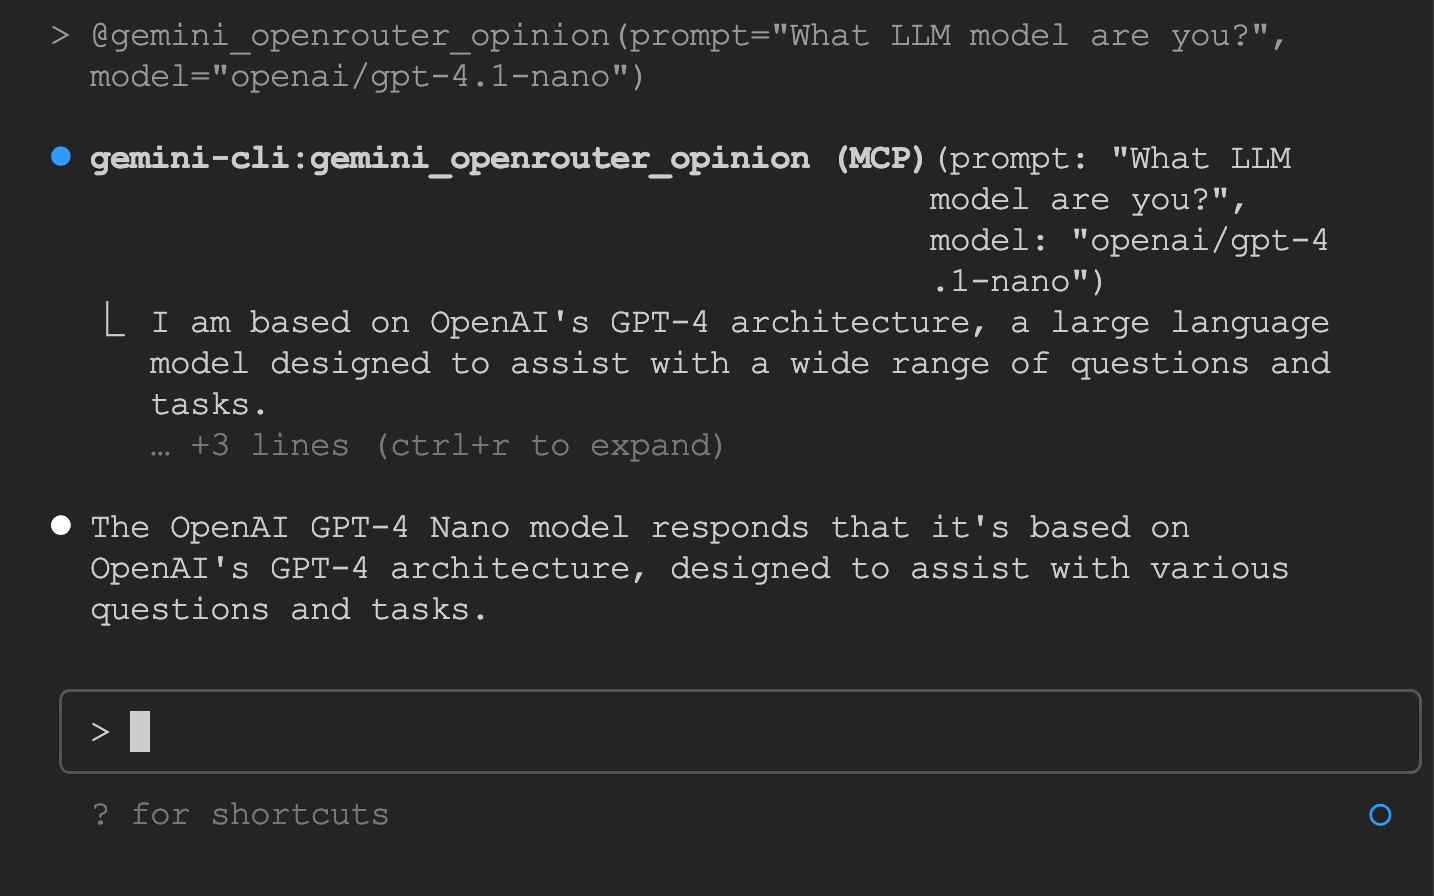 > @gemini_openrouter_opinion(prompt="What LLM model are you?",
model="openai/gpt-4.1-nano")
gemini-cli:gemini_openrouter_opinion (MCP)(prompt: "What LLM
model are you?",
model: "openai/gpt-4
.1-nano")
I am based on OpenAI's GPT-4 architecture, a large language
model designed to assist with a wide range of questions and
tasks.
… +3 lines (ctrl+r to expand)
The OpenAI GPT-4 Nano model responds that it's based on
OpenAI's GPT-4 architecture, designed to assist with various
questions and tasks.
>
? for shortcuts